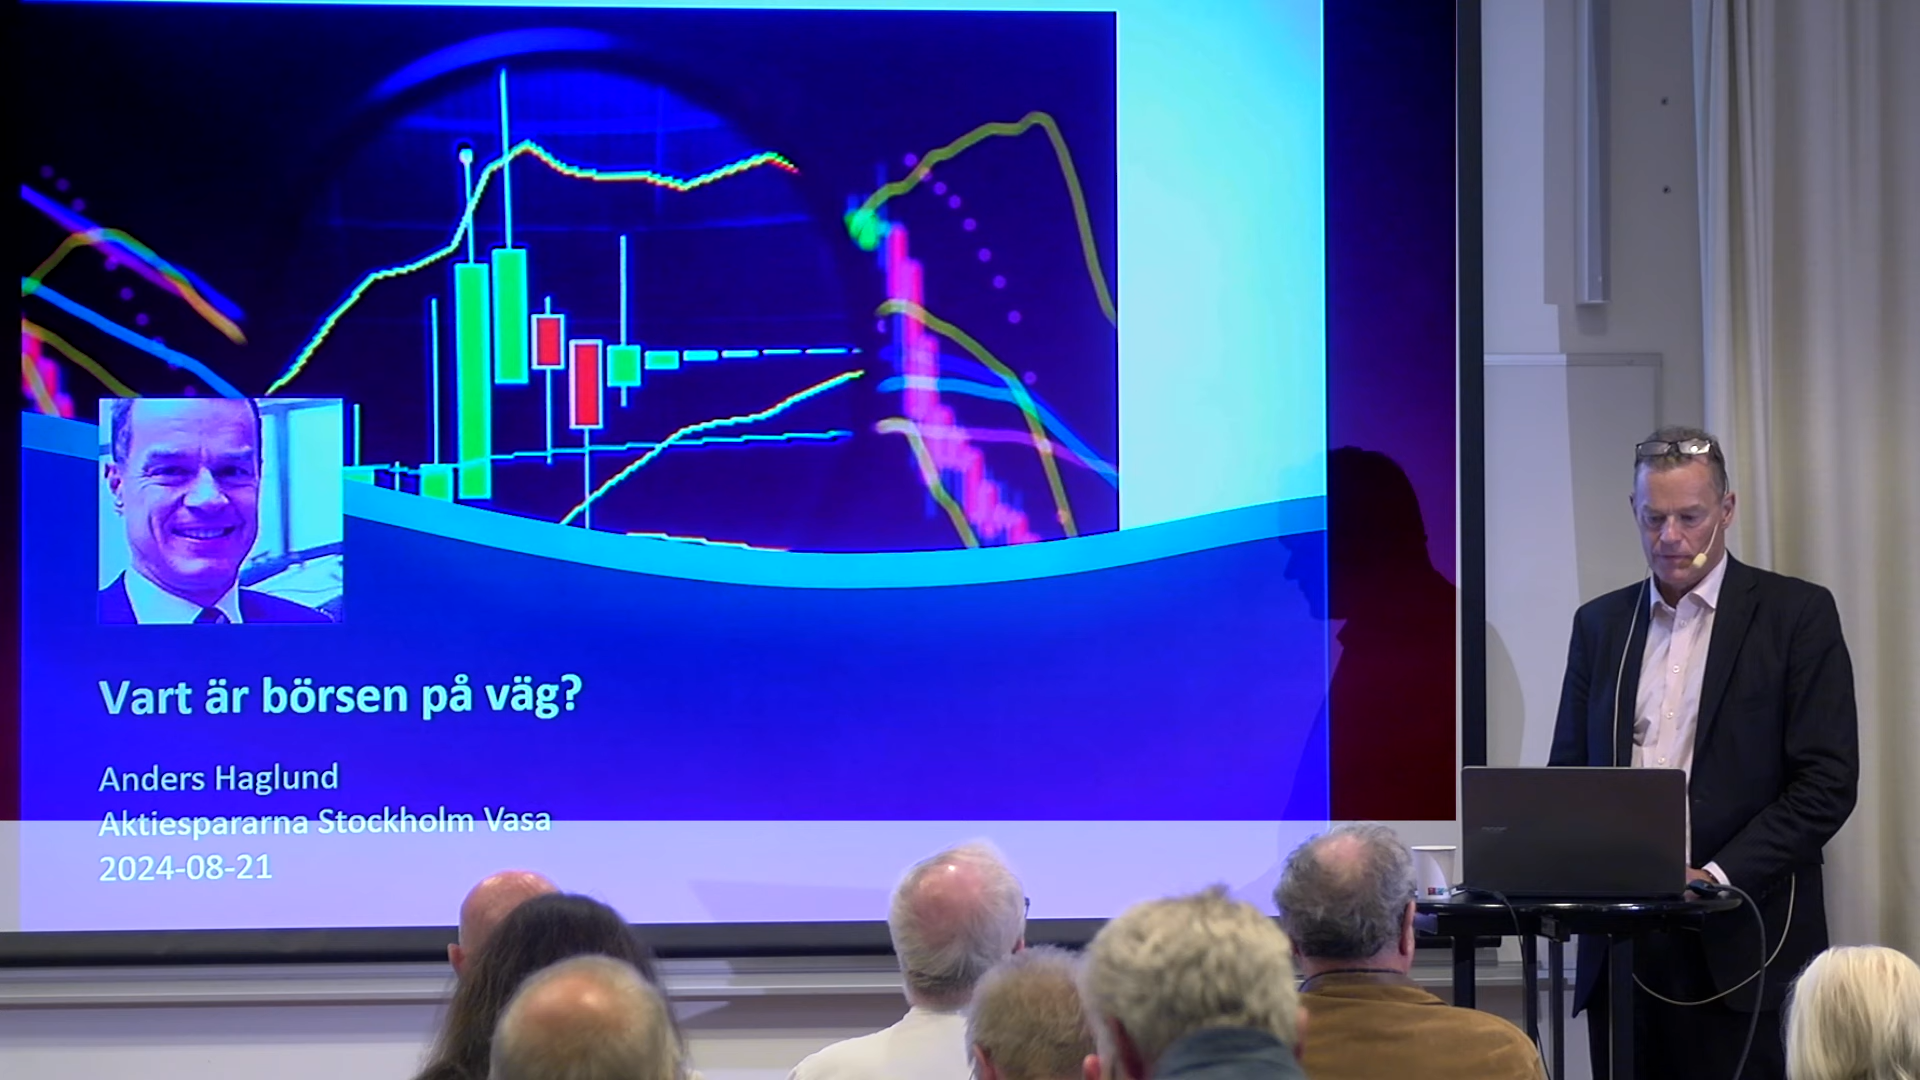 Vart är börsen på väg?
Anders Haglund
Aktiespararna Stockholm Vasa
2024-08-21